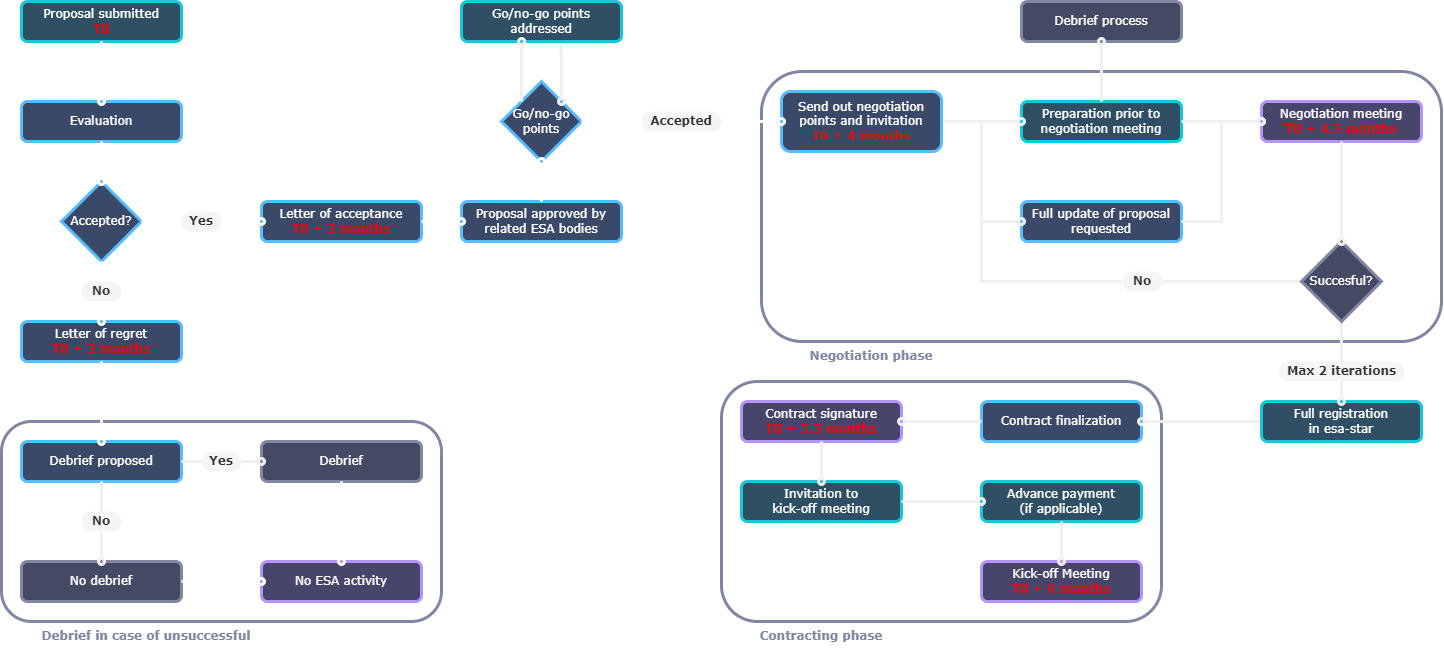 Proposal submitted
T0
Evaluation
Accepted?
Yes
No
Letter of regret
T0 + 3 months
Letter of acceptance
T0 + 3 months
Go/no-go points
addressed
Go/no-go
points
Proposal approved by
related ESA bodies
Accepted
Debrief process
Send out negotiation
points and invitation
T0 + 4 months
Preparation prior to
negotiation meeting
Negotiation meeting
T0 + 4.5 months
Full update of proposal
requested
No
Succesful?
Negotiation phase
Max 2 iterations
Full registration
in esa-star
Contract signature
T0 + 5.5 months
Contract finalization
Invitation to
kick-off meeting
Advance payment
(if applicable)
Kick-off Meeting
T0 + 6 months
Contracting phase
Debrief proposed
Yes
Debrief
No
No debrief
No ESA activity
Debrief in case of unsuccessful